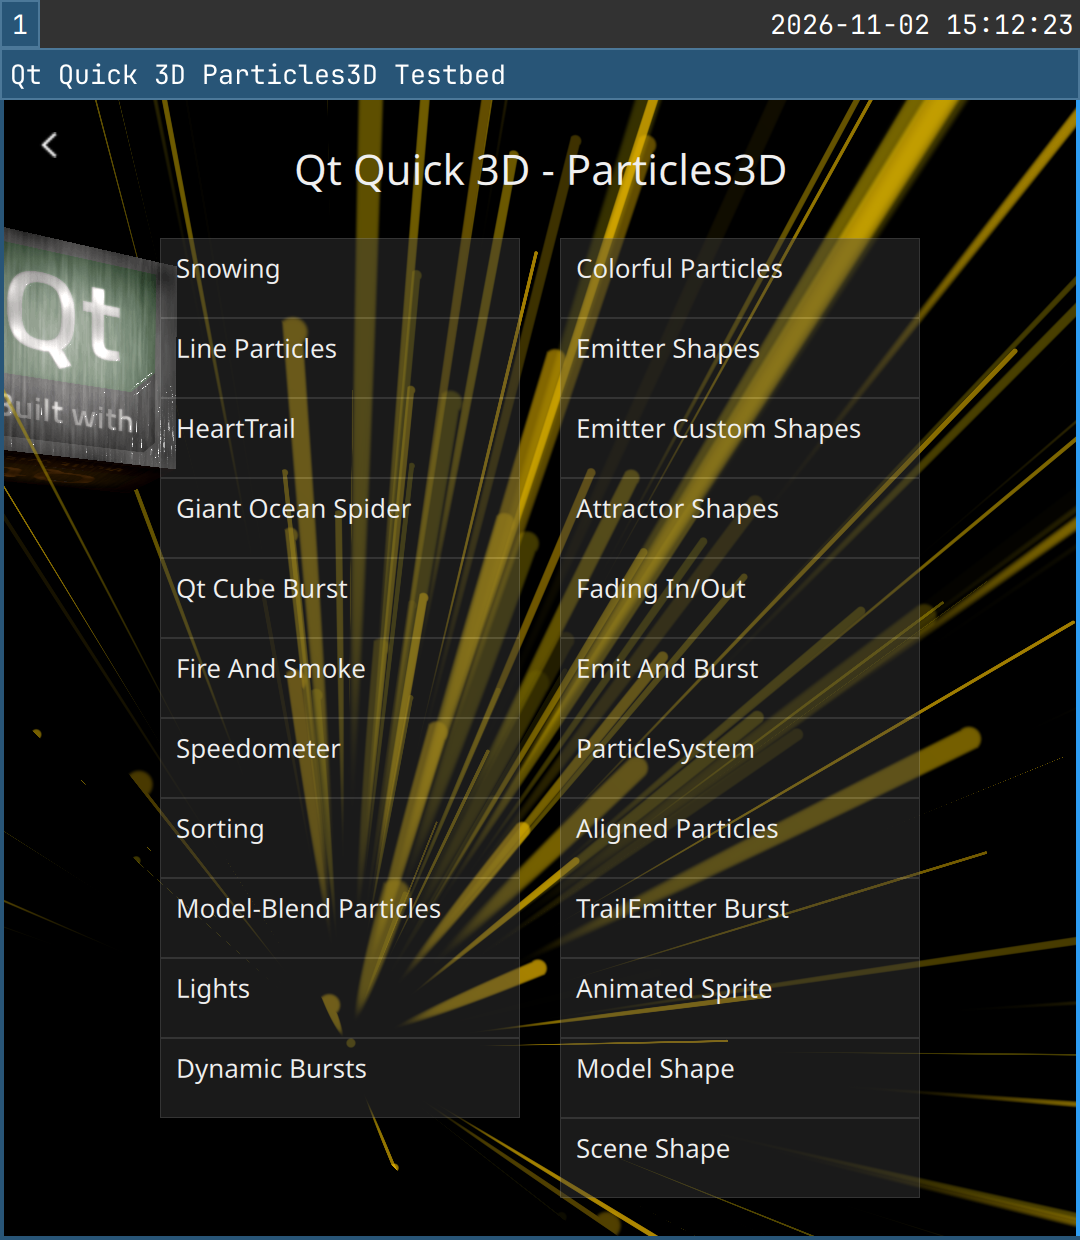 1
2026-11-02 15:12:23
Qt Quick 3D Particles3D Testbed
Qt Quick 3D - Particles3D
Qt
Built with
Snowing
Line Particles
HeartTrail
Giant Ocean Spider
Qt Cube Burst
Fire And Smoke
Speedometer
Sorting
Model-Blend Particles
Lights
Dynamic Bursts
Colorful Particles
Emitter Shapes
Emitter Custom Shapes
Attractor Shapes
Fading In/Out
Emit And Burst
ParticleSystem
Aligned Particles
TrailEmitter Burst
Animated Sprite
Model Shape
Scene Shape